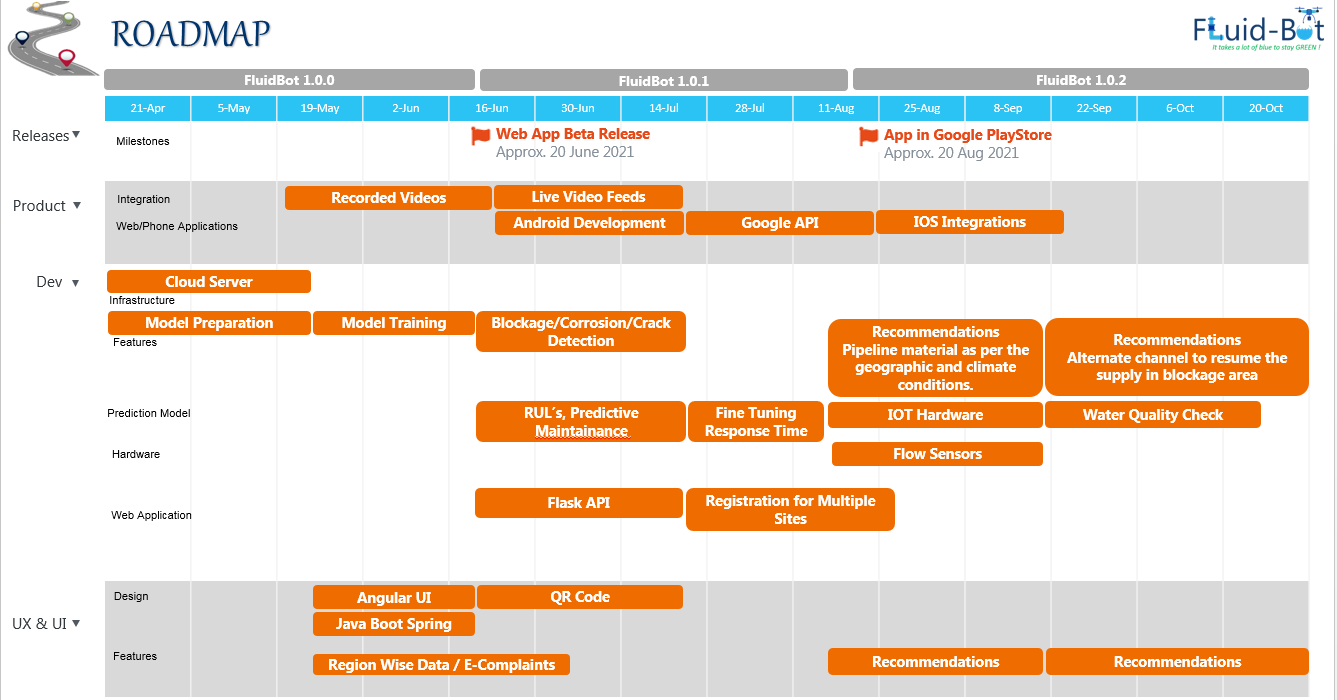 ROADMAP
Fluid-Bot
It takes a lot of blue to stay GREEN !
FluidBot 1.0.0
FluidBot 1.0.1
FluidBot 1.0.2
21-Apr
5-May
19-May
2-Jun
16-Jun
30-Jun
14-Jul
28-Jul
11-Aug
25-Aug
8-Sep
22-Sep
6-Oct
20-Oct
Releases
Milestones
Web App Beta Release
Approx. 20 June 2021
App in Google PlayStore
Approx. 20 Aug 2021
Product
Integration
Recorded Videos
Live Video Feeds
Web/Phone Applications
Android Development
Google API
IOS Integrations
Dev
Cloud Server
Infrastructure
Model Preparation
Model Training
Blockage/Corrosion/Crack
Detection
Features
Recommendations
Pipeline material as per the
geographic and climate
conditions.
Recommendations
Alternate channel to resume the
supply in blockage area
Prediction Model
RUL's, Predictive
Maintainance
Fine Tuning
Response Time
IOT Hardware
Water Quality Check
Hardware
Flow Sensors
Web Application
Flask API
Registration for Multiple
Sites
UX & UI
Design
Angular UI
QR Code
Java Boot Spring
Features
Region Wise Data / E-Complaints
Recommendations
Recommendations